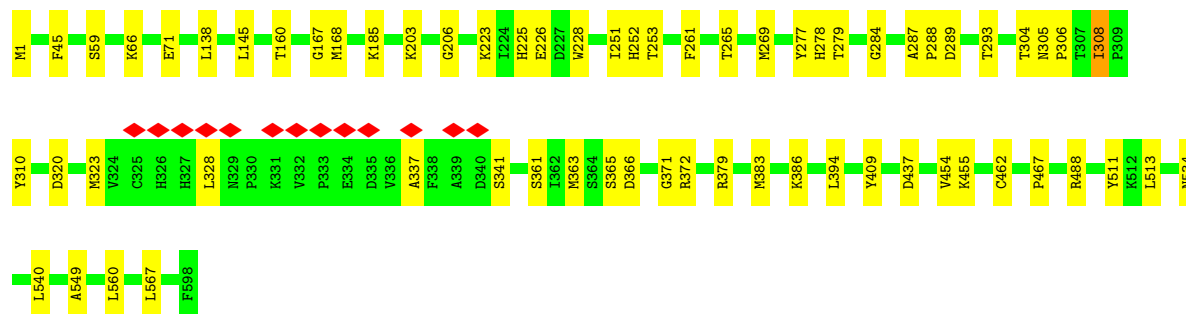 M1 F45 S59 K66 E71 L138 L145 T160 G167 M168 K185 K203 G206 K223 I224 H225 E226 D227 W228 I251 H252 T253 F261 T265 M269 Y277 H278 T279 G284 A287 P288 D289 T293 T304 N305 P306 T307 I308 P309
Y310 D320 M323 V324 C325 H326 H327 L328 N329 P330 K331 V332 P333 E334 D335 V336 A337 F338 A339 D340 S341 S361 I362 M363 S364 S365 D366 G371 R372 R379 M383 K386 L394 Y409 D437 V454 K455 C462 P467 R488 Y511 K512 L513
L540 A549 L560 L567 F598